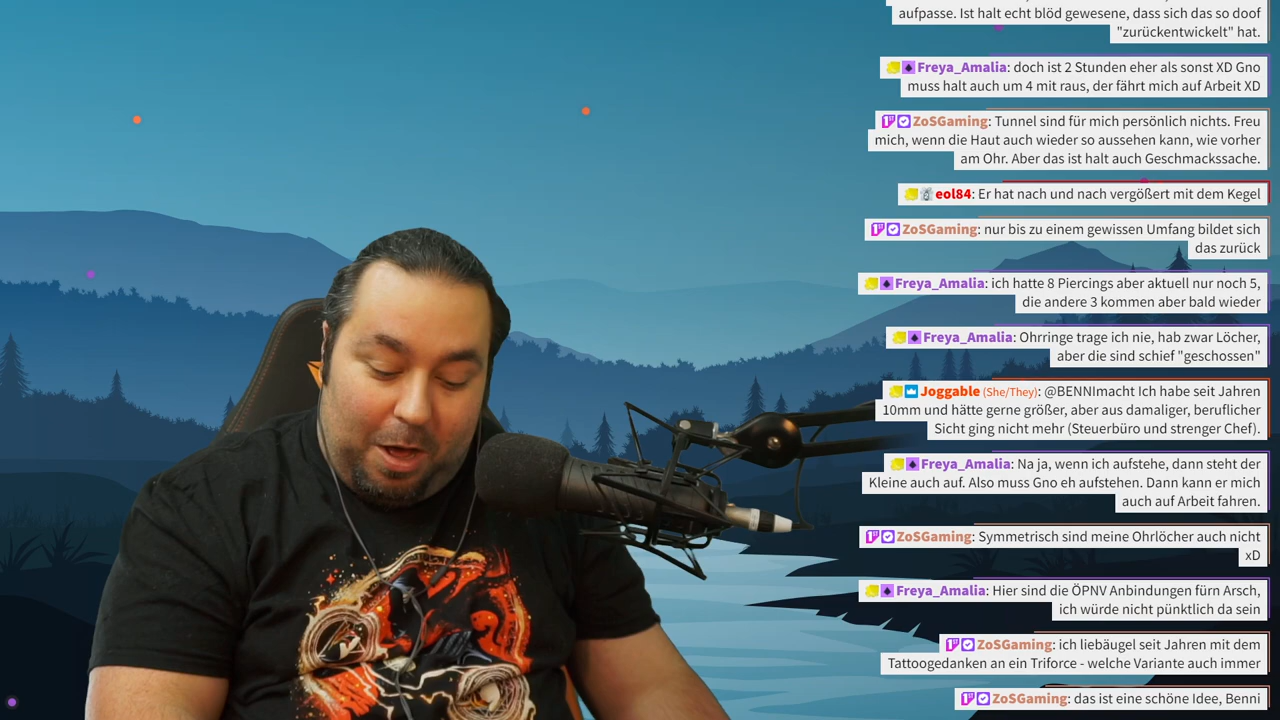 aufpasse. Ist halt echt blöd gewesene, dass sich das so doof
"zurückentwickelt" hat.
Freya_Amalia: doch ist 2 Stunden eher als sonst XD Gno
muss halt auch um 4 mit raus, der fährt mich auf Arbeit XD
ZoSGaming: Tunnel sind für mich persönlich nichts. Freu
mich, wenn die Haut auch wieder so aussehen kann, wie vorher
am Ohr. Aber das ist halt auch Geschmackssache.
eol84: Er hat nach und nach vergößert mit dem Kegel
ZoSGaming: nur bis zu einem gewissen Umfang bildet sich
das zurück
Freya_Amalia: ich hatte 8 Piercings aber aktuell nur noch 5,
die andere 3 kommen aber bald wieder
Freya_Amalia: Ohrringe trage ich nie, hab zwar Löcher,
aber die sind schief "geschossen"
Joggable (She/They): @BENNImacht Ich habe seit Jahren
10mm und hätte gerne größer, aber aus damaliger, beruflicher
Sicht ging nicht mehr (Steuerbüro und strenger Chef).
Freya_Amalia: Na ja, wenn ich aufstehe, dann steht der
Kleine auch auf. Also muss Gno eh aufstehen. Dann kann er mich
auch auf Arbeit fahren.
ZoSGaming: Symmetrisch sind meine Ohrlöcher auch nicht
xD
Freya_Amalia: Hier sind die ÖPNV Anbindungen fürn Arsch,
ich würde nicht pünktlich da sein
ZoSGaming: ich liebäugel seit Jahren mit dem
Tattoogedanken an ein Triforce - welche Variante auch immer
ZoSGaming: das ist eine schöne Idee, Benni